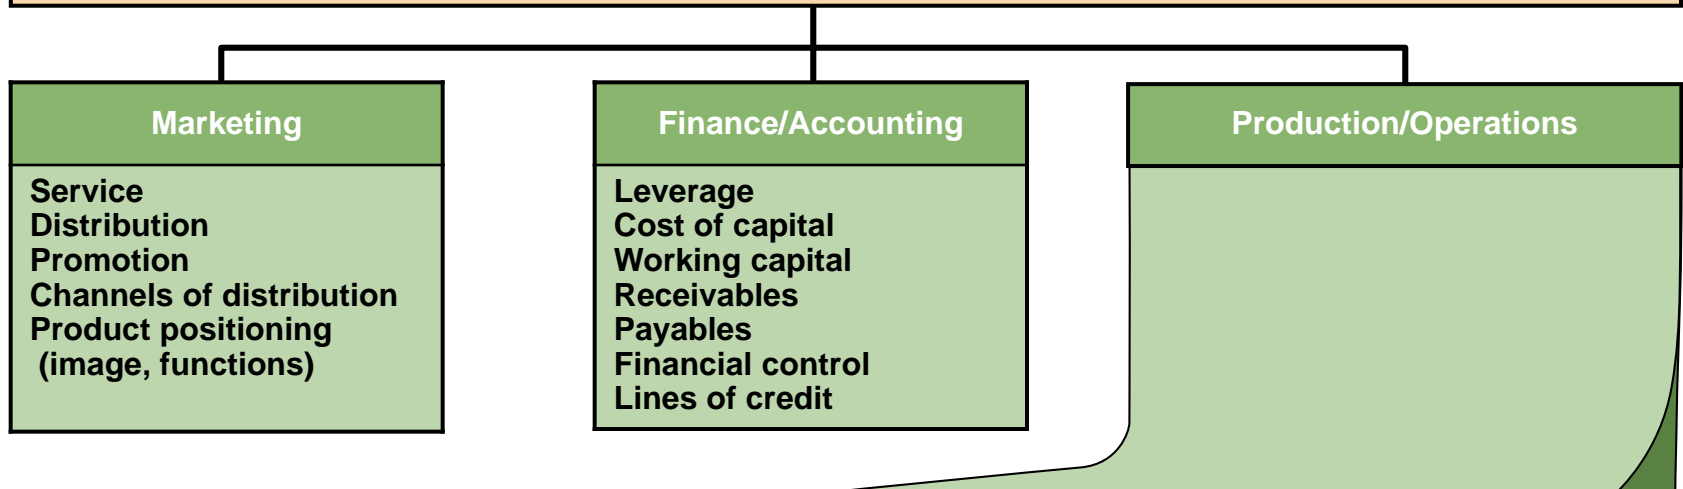 Marketing
Service
Distribution
Promotion
Channels of distribution
Product positioning
(image, functions)
Finance/Accounting
Leverage
Cost of capital
Working capital
Receivables
Payables
Financial control
Lines of credit
Production/Operations